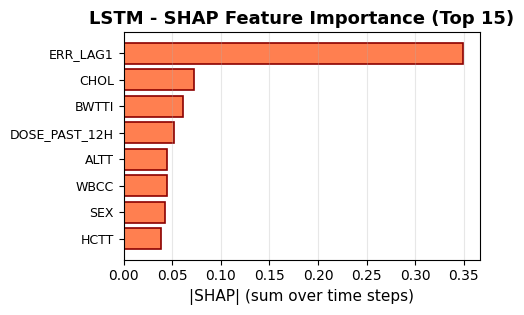 LSTM - SHAP Feature Importance (Top 15)
ERR_LAG1
CHOL
BWTTI
DOSE_PAST_12H
ALTT
WBCC
SEX
HCTT
0.00 0.05 0.10 0.15 0.20 0.25 0.30 0.35
|SHAP| (sum over time steps)